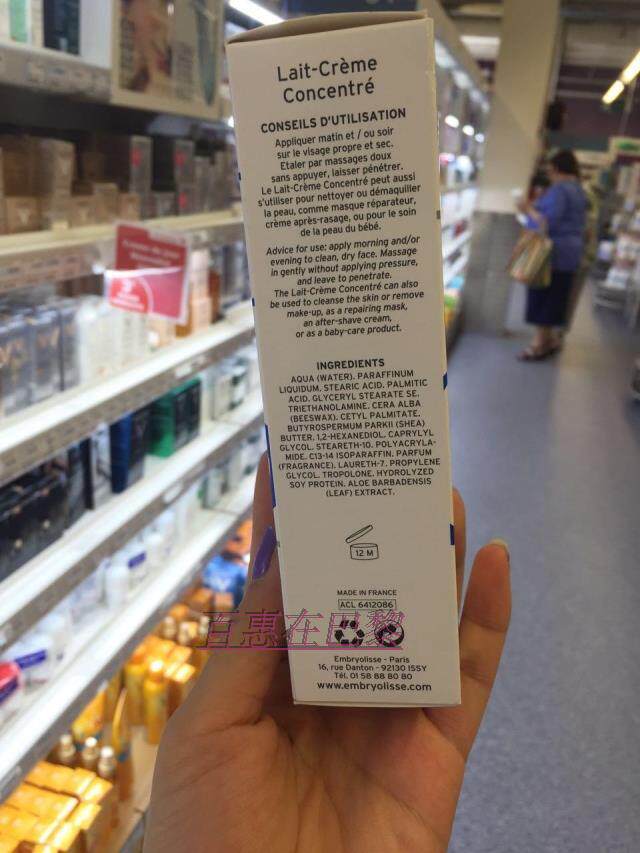 Lait-Crème
Concentré
CONSEILS D'UTILISATION
Appliquer matin et / ou soir
sur le visage propre et sec.
Etaler par massages doux
sans appuyer, laisser pénétrer.
Le Lait-Crème Concentré peut aussi
s'utiliser pour nettoyer ou démaquiller
la peau, comme masque réparateur,
crème après-rasage, ou pour le soin
de la peau du bébé.
Advice for use: apply morning and/or
evening to clean, dry face. Massage
in gently without applying pressure,
and leave to penetrate.
The Lait-Crème Concentré can also
be used to cleanse the skin or remove
make-up, as a repairing mask,
an after-shave cream,
or as a baby-care product.
INGREDIENTS
AQUA (WATER), PARAFFINUM
LIQUIDUM, STEARIC ACID, PALMITIC
ACID, GLYCERYL STEARATE SE,
TRIETHANOLAMINE, CERA ALBA
(BEESWAX), CETYL PALMITATE,
BUTYROSPERMUM PARKII (SHEA)
BUTTER, 1,2-HEXANEDIOL, CAPRYLYL
GLYCOL, STEARETH-10, POLYACRYLA-
MIDE, C13-14 ISOPARAFFIN, PARFUM
(FRAGRANCE), LAURETH-7, PROPYLENE
GLYCOL, TROPOLONE, HYDROLYZED
SOY PROTEIN, ALOE BARBADENSIS
(LEAF) EXTRACT.
12 M
MADE IN FRANCE
ACL 6412086
百惠在巴黎
Embryolisse - Paris
16, rue Danton - 92130 ISSY
Tél. 01 58 88 80 80
www.embryolisse.com